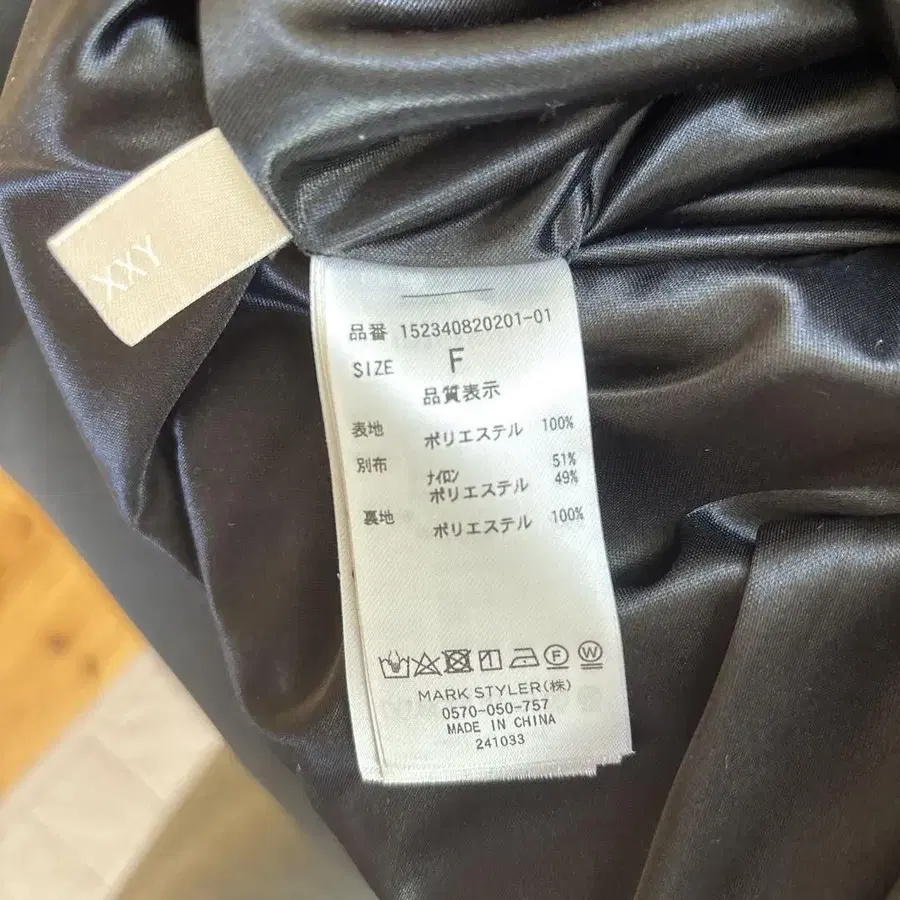 XXY
品番 152340820201-01
SIZE F
品質表示
表地 ポリエステル 100%
別布 ナイロン 51%
ポリエステル 49%
裏地 ポリエステル 100%
F W
MARK STYLER(株)
0570-050-757
MADE IN CHINA
241033